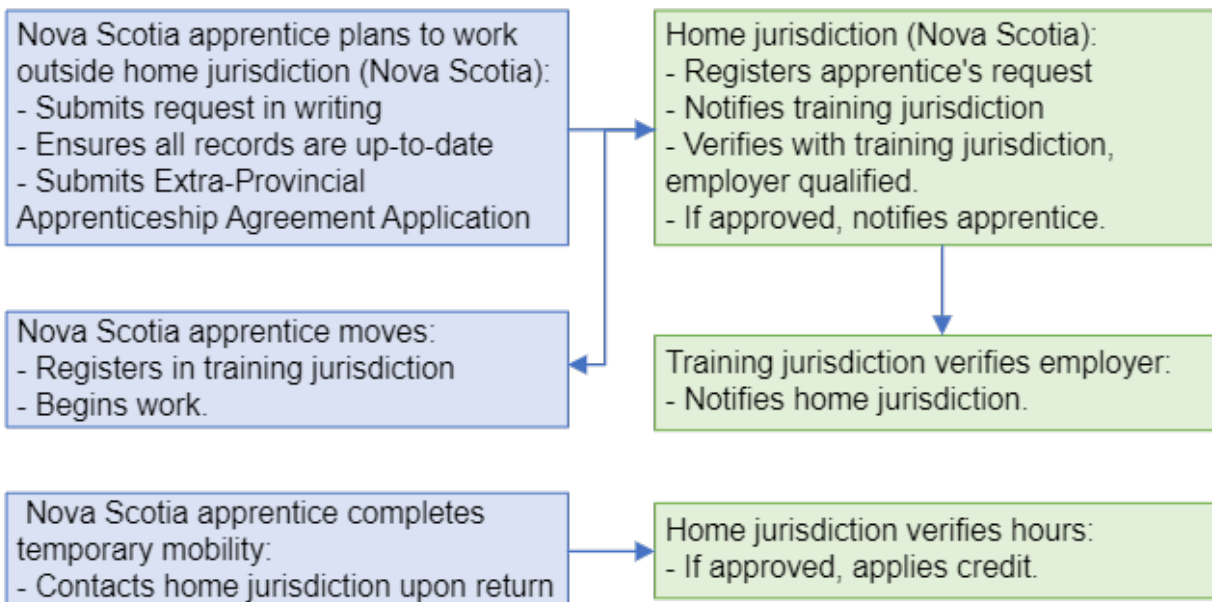 Nova Scotia apprentice plans to work
outside home jurisdiction (Nova Scotia):
- Submits request in writing
- Ensures all records are up-to-date
- Submits Extra-Provincial
Apprenticeship Agreement Application
Home jurisdiction (Nova Scotia):
- Registers apprentice's request
- Notifies training jurisdiction
- Verifies with training jurisdiction,
employer qualified.
- If approved, notifies apprentice.
Nova Scotia apprentice moves:
- Registers in training jurisdiction
- Begins work.
Training jurisdiction verifies employer:
- Notifies home jurisdiction.
Nova Scotia apprentice completes
temporary mobility:
- Contacts home jurisdiction upon return
Home jurisdiction verifies hours:
- If approved, applies credit.